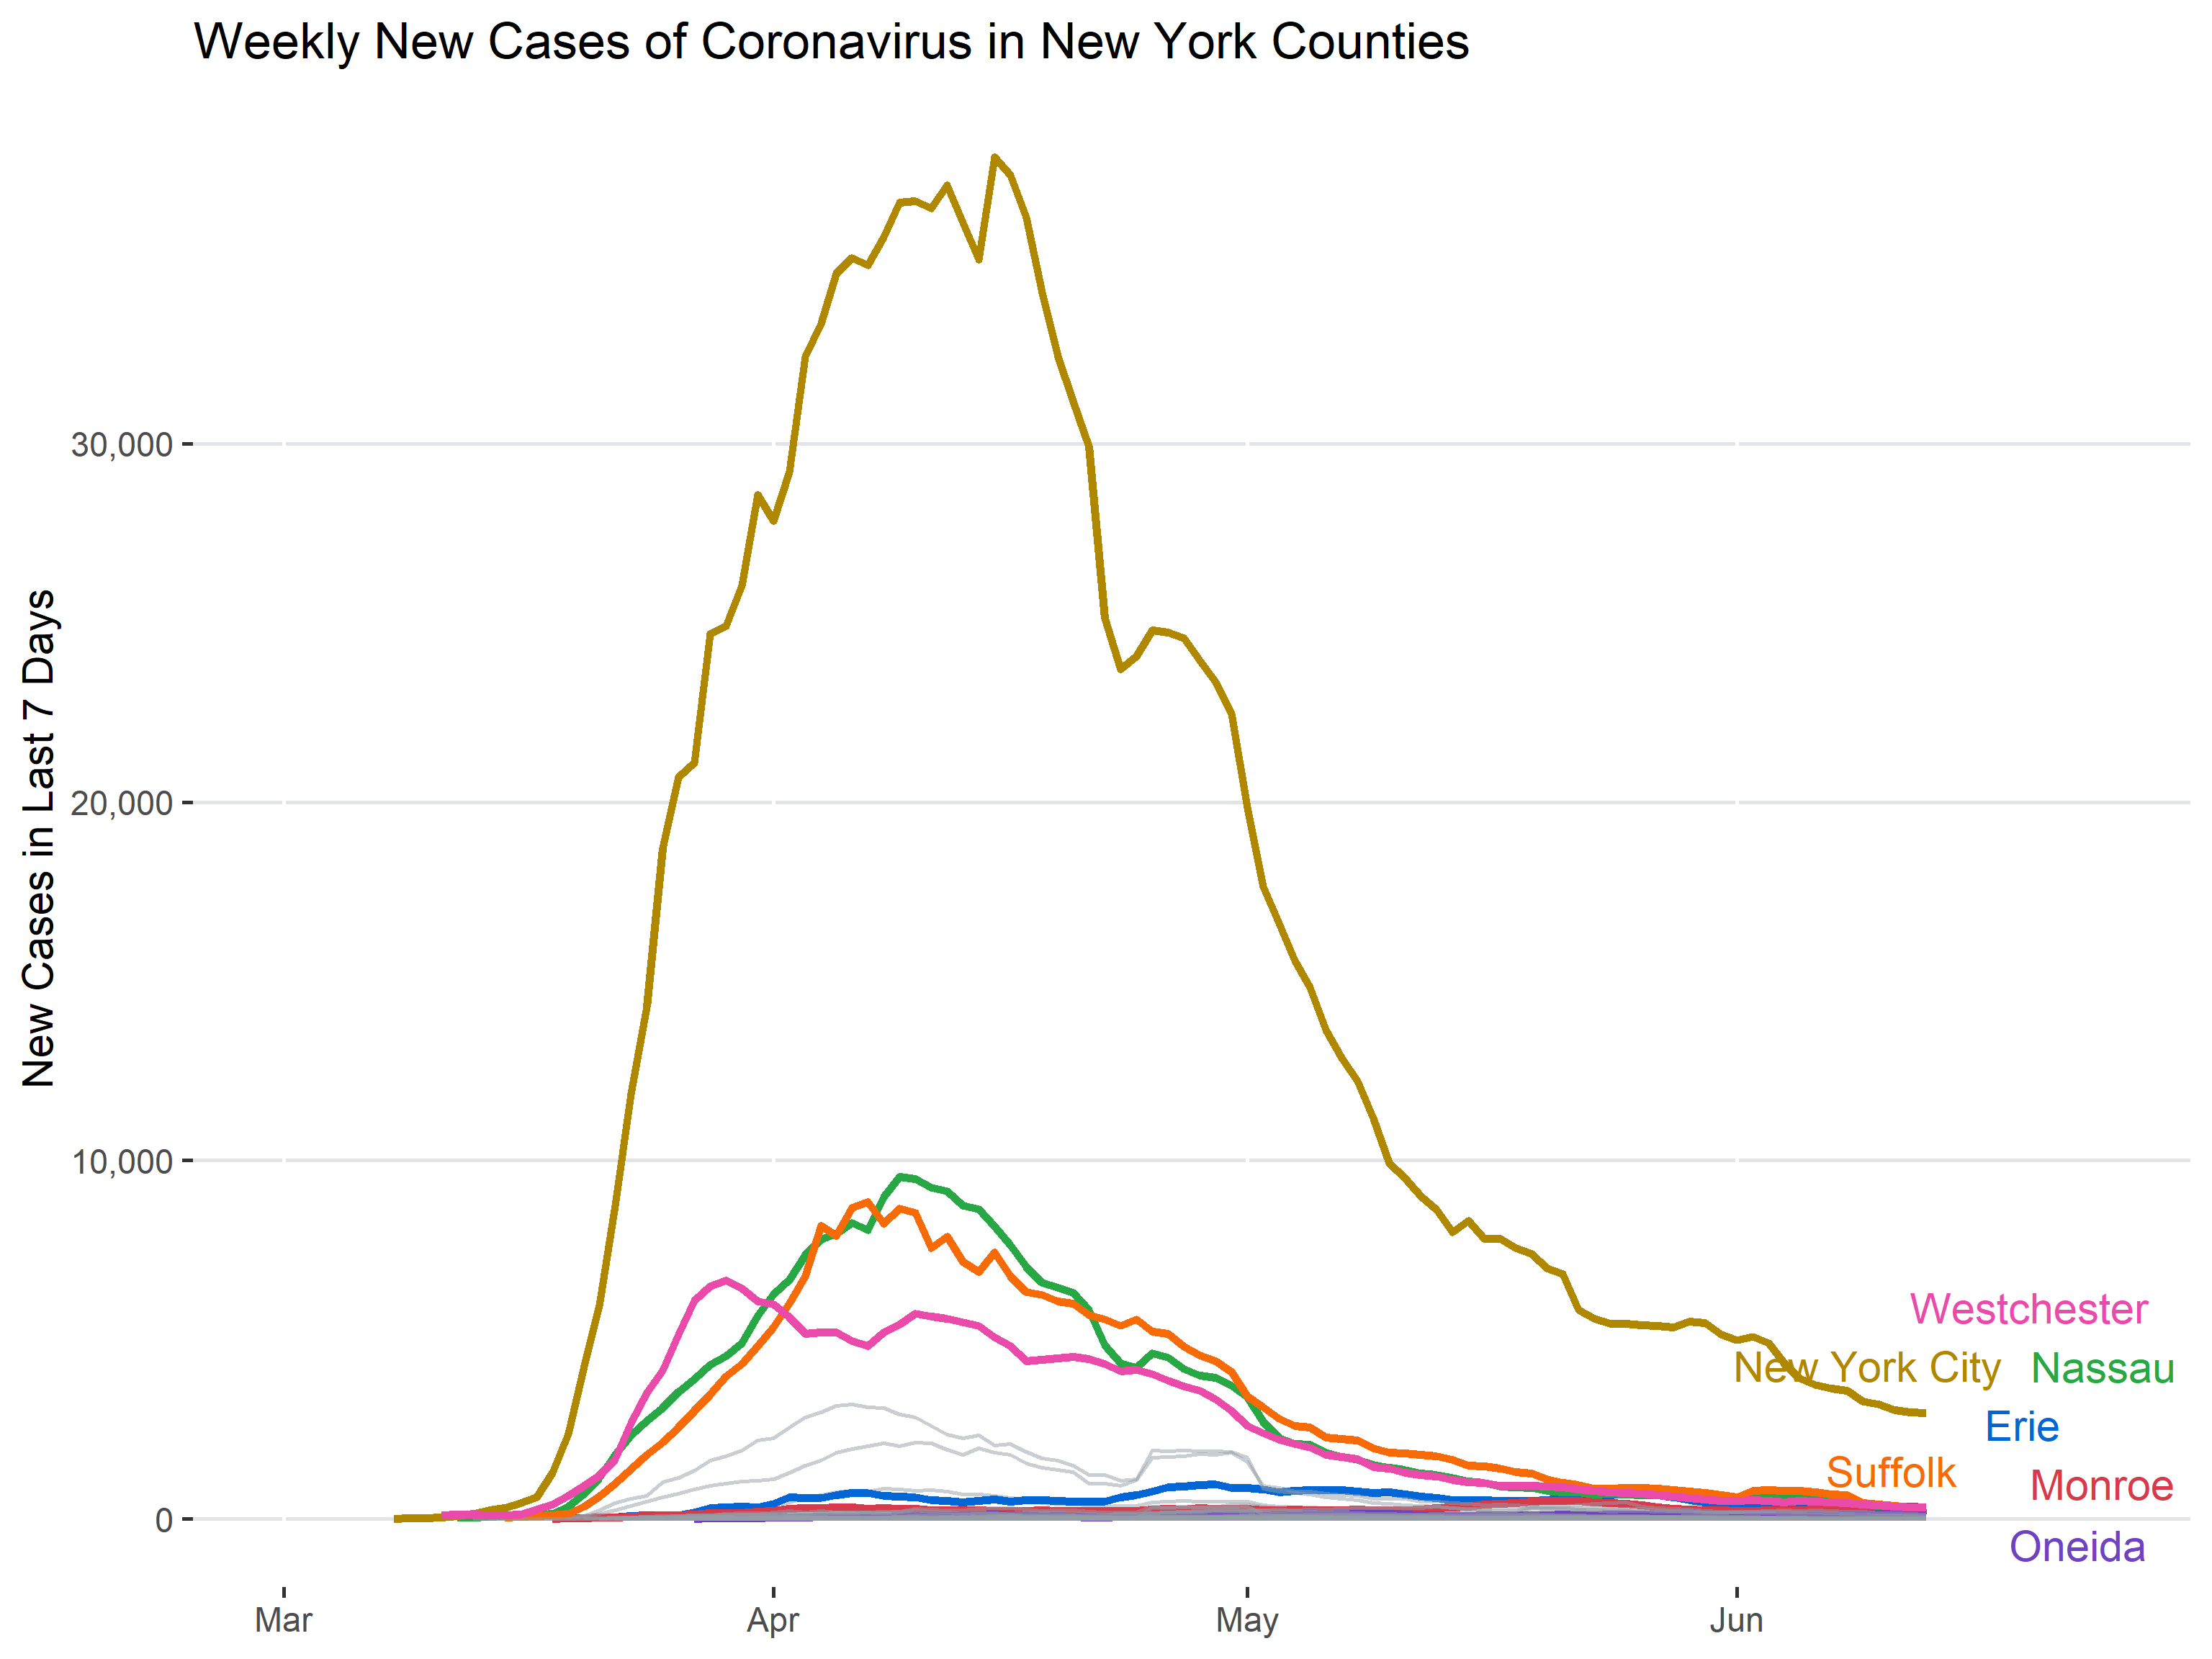 Weekly New Cases of Coronavirus in New York Counties
New Cases in Last 7 Days
30,000
20,000
10,000
0
Westchester
New York City
Nassau
Erie
Suffolk
Monroe
Oneida
Mar
Apr
May
Jun